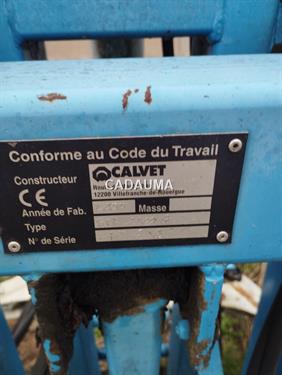 Conforme au Code du Travail
Constructeur CALVET
12200 Villefranche-de-Rouergue
CADAUMA
CE
Année de Fab. Masse
Type
N° de Série